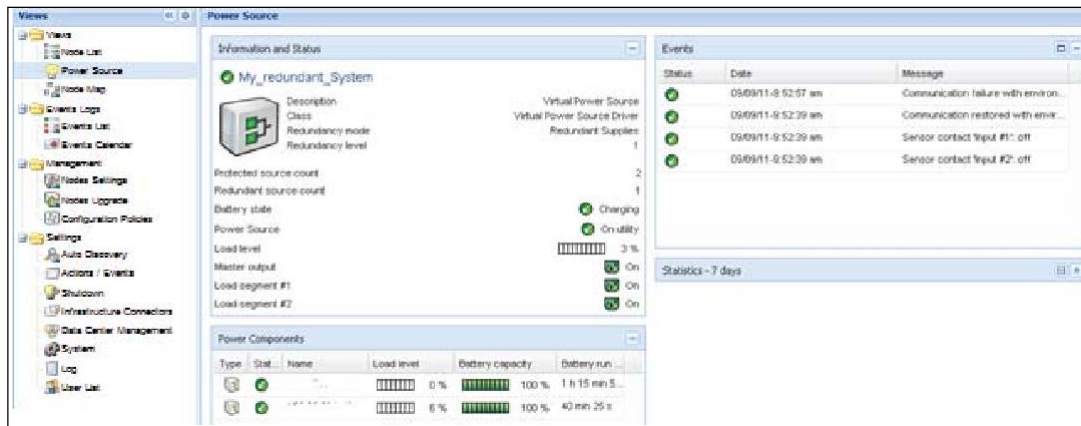 Views
Views
Node List
Power Source
Node Map
Events Logs
Events List
Events Calendar
Management
Nodes Settings
Nodes Upgrade
Configuration Policies
Settings
Auto Discovery
Actions / Events
Shutdown
Infrastructure Connectors
Data Center Management
System
Log
User List
Power Source
Information and Status
My_redundant_System
Description Virtual Power Source
Class Virtual Power Source Driver
Redundancy mode Redundant Supplies
Redundancy level 1
Protected source count 2
Redundant source count 1
Battery state Charging
Power Source On utility
Load level 3 %
Master output On
Load segment #1 On
Load segment #2 On
Power Components
Type Stat... Name Load level Battery capacity Battery run ...
0 % 100 % 1 h 15 min 5...
6 % 100 % 40 min 25 s
Events
Status Date Message
09/09/11-9:52:57 am Communication failure with environ...
09/09/11-9:52:39 am Communication restored with envir...
09/09/11-9:52:39 am Sensor contact 'Input #1': off
09/09/11-9:52:39 am Sensor contact 'Input #2': off
Statistics - 7 days